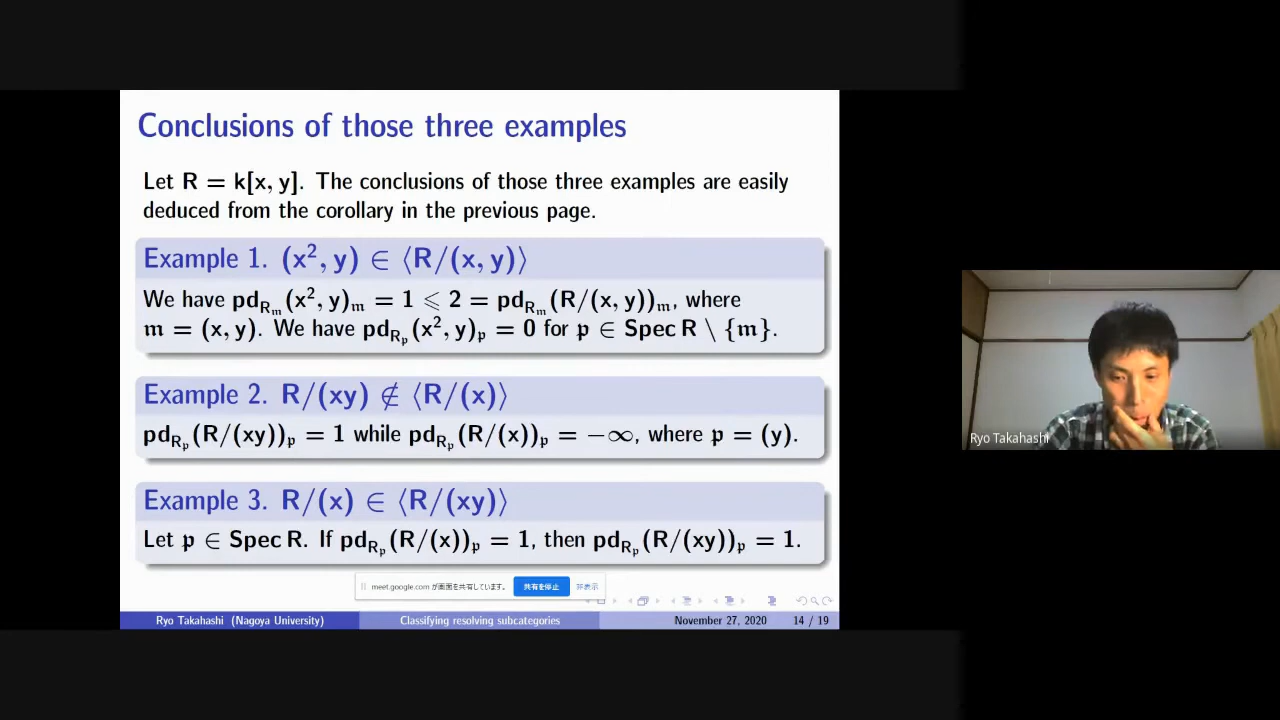 Conclusions of those three examples
Let R = k[x, y]. The conclusions of those three examples are easily
deduced from the corollary in the previous page.
Example 1. (x², y) ∈ ⟨R/(x, y)⟩
We have pd_{R_𝔪}(x², y)_𝔪 = 1 ⩽ 2 = pd_{R_𝔪}(R/(x, y))_𝔪, where
𝔪 = (x, y). We have pd_{R_𝔭}(x², y)_𝔭 = 0 for 𝔭 ∈ Spec R \ {𝔪}.
Example 2. R/(xy) ∉ ⟨R/(x)⟩
pd_{R_𝔭}(R/(xy))_𝔭 = 1 while pd_{R_𝔭}(R/(x))_𝔭 = −∞, where 𝔭 = (y).
Example 3. R/(x) ∈ ⟨R/(xy)⟩
Let 𝔭 ∈ Spec R. If pd_{R_𝔭}(R/(x))_𝔭 = 1, then pd_{R_𝔭}(R/(xy))_𝔭 = 1.
meet.google.com が画面を共有しています。 共有を停止 非表示
Ryo Takahashi (Nagoya University) Classifying resolving subcategories November 27, 2020 14 / 19
Ryo Takahashi